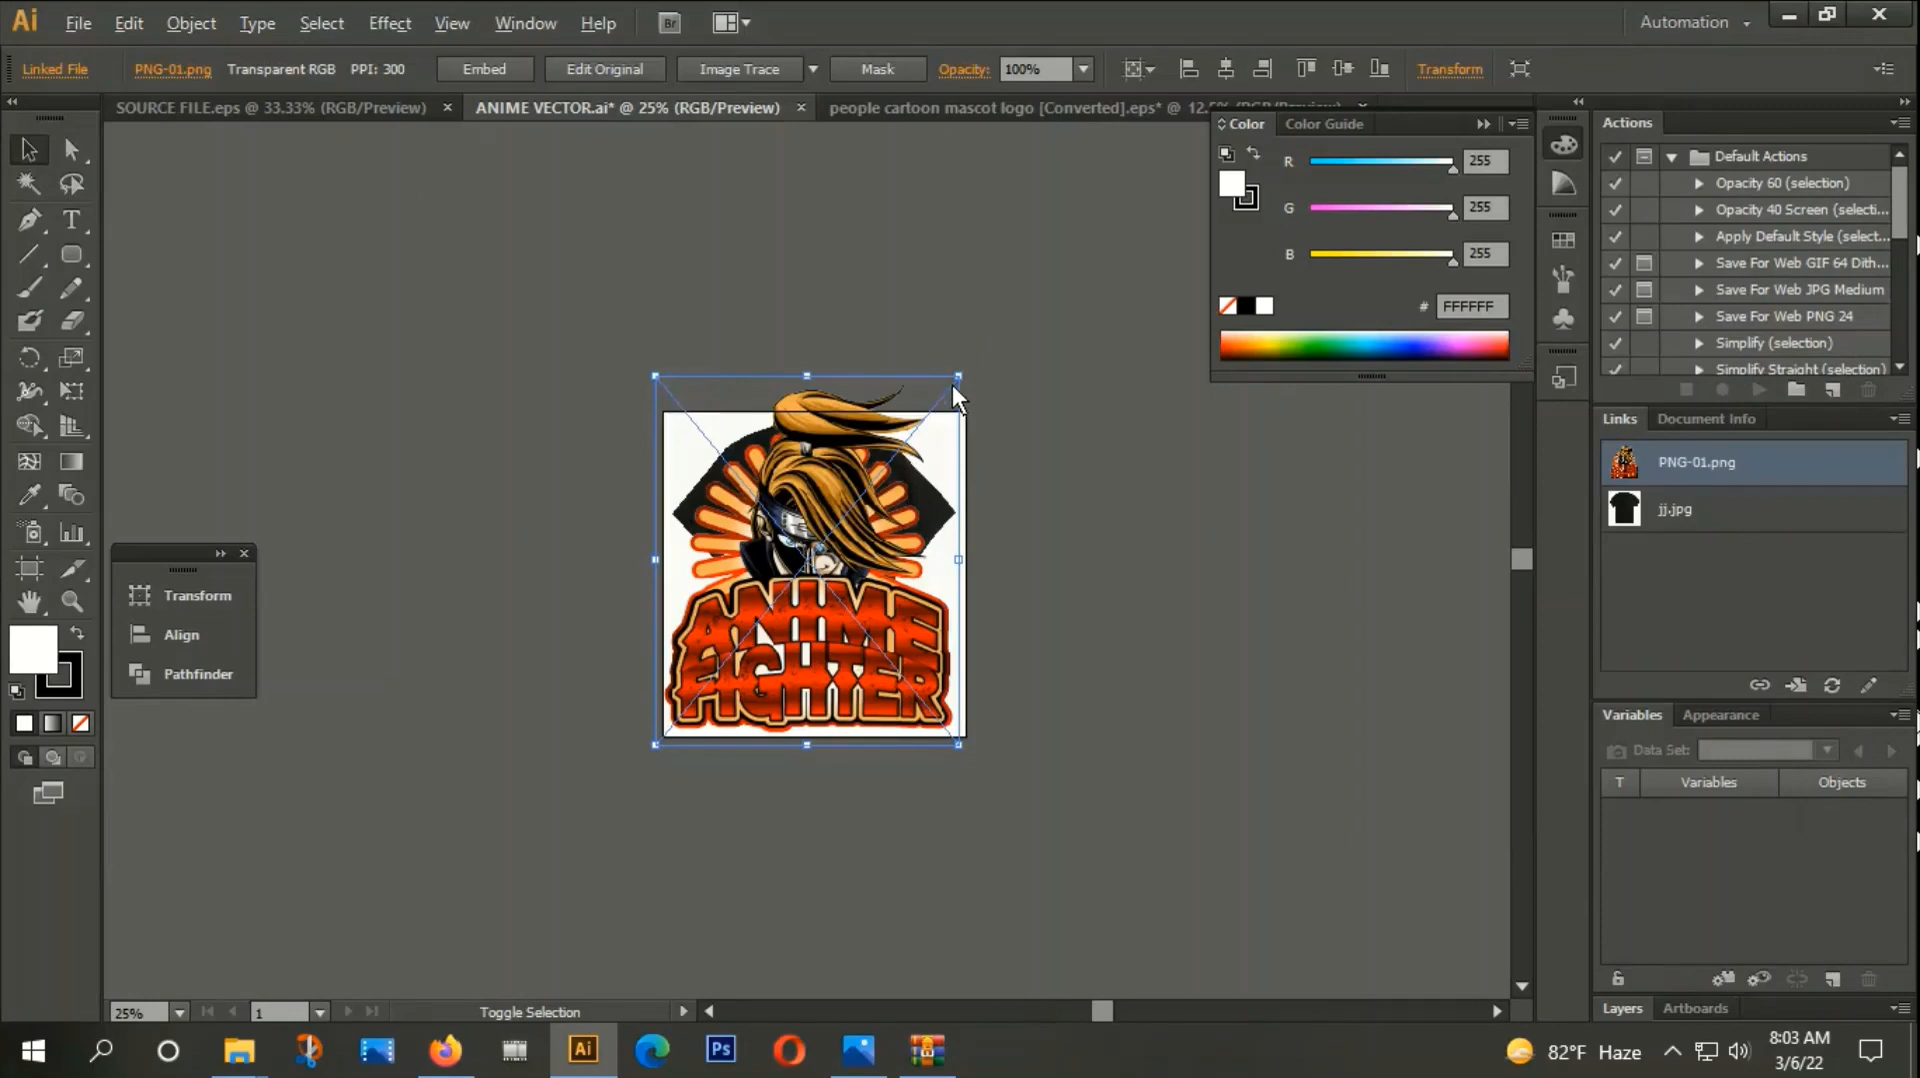 Ai File Edit Object Type Select Effect View Window Help Br Automation
Linked File PNG-01.png Transparent RGB PPI: 300 Embed Edit Original Image Trace Mask Opacity: 100% Transform
SOURCE FILE.eps @ 33.33% (RGB/Preview) ANIME VECTOR.ai* @ 25% (RGB/Preview) people cartoon mascot logo [Converted].eps* @
Color Color Guide
R 255
G 255
B 255
# FFFFFF
Actions
Default Actions
Opacity 60 (selection)
Opacity 40 Screen (selecti...
Apply Default Style (select...
Save For Web GIF 64 Dith...
Save For Web JPG Medium
Save For Web PNG 24
Simplify (selection)
Simplify Straight (selection)
Links Document Info
PNG-01.png
jj.jpg
Transform
Align
Pathfinder
ANIME
FIGHTER
Variables Appearance
Data Set:
T Variables Objects
Layers Artboards
25% 1 Toggle Selection
Ai Ps 82°F Haze 8:03 AM
3/6/22